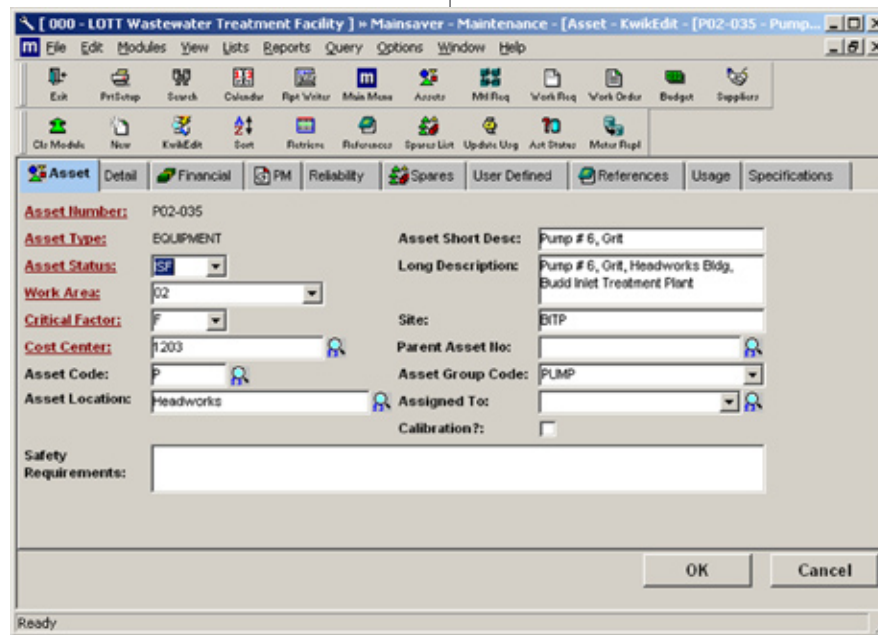 [ 000 - LOTT Wastewater Treatment Facility ] » Mainsaver - Maintenance - [Asset - KwikEdit - [P02-035 - Pump...
m File Edit Modules View Lists Reports Query Options Window Help
Exit PrtSetup Search Calendar Rpt Writer Main Menu Assets Mtl Req Work Req Work Order Budget Suppliers
Clz Module New KwikEdit Sort Retrieve References Spares List Update Usg Ast Status Meter Repl
Asset Detail Financial PM Reliability Spares User Defined References Usage Specifications
Asset Number: P02-035
Asset Type: EQUIPMENT Asset Short Desc: Pump # 6, Grit
Asset Status: ISF Long Description: Pump # 6, Grit, Headworks Bldg,
Budd Inlet Treatment Plant
Work Area: 02
Critical Factor: F Site: BITP
Cost Center: 1203 Parent Asset No:
Asset Code: P Asset Group Code: PUMP
Asset Location: Headworks Assigned To:
Calibration?:
Safety
Requirements:
OK Cancel
Ready